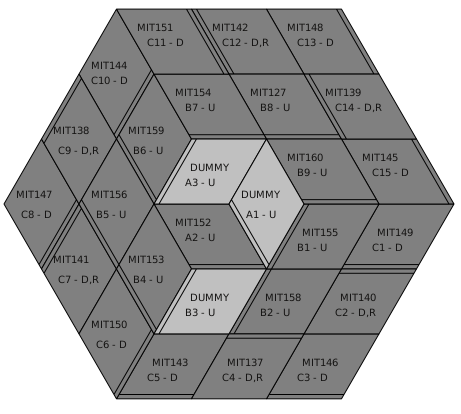 MIT151
C11 - D
MIT142
C12 - D,R
MIT148
C13 - D
MIT144
C10 - D
MIT154
B7 - U
MIT127
B8 - U
MIT139
C14 - D,R
MIT138
C9 - D,R
MIT159
B6 - U
DUMMY
A3 - U
MIT160
B9 - U
MIT145
C15 - D
MIT147
C8 - D
MIT156
B5 - U
DUMMY
A1 - U
MIT152
A2 - U
MIT155
B1 - U
MIT149
C1 - D
MIT141
C7 - D,R
MIT153
B4 - U
DUMMY
B3 - U
MIT158
B2 - U
MIT140
C2 - D,R
MIT150
C6 - D
MIT143
C5 - D
MIT137
C4 - D,R
MIT146
C3 - D